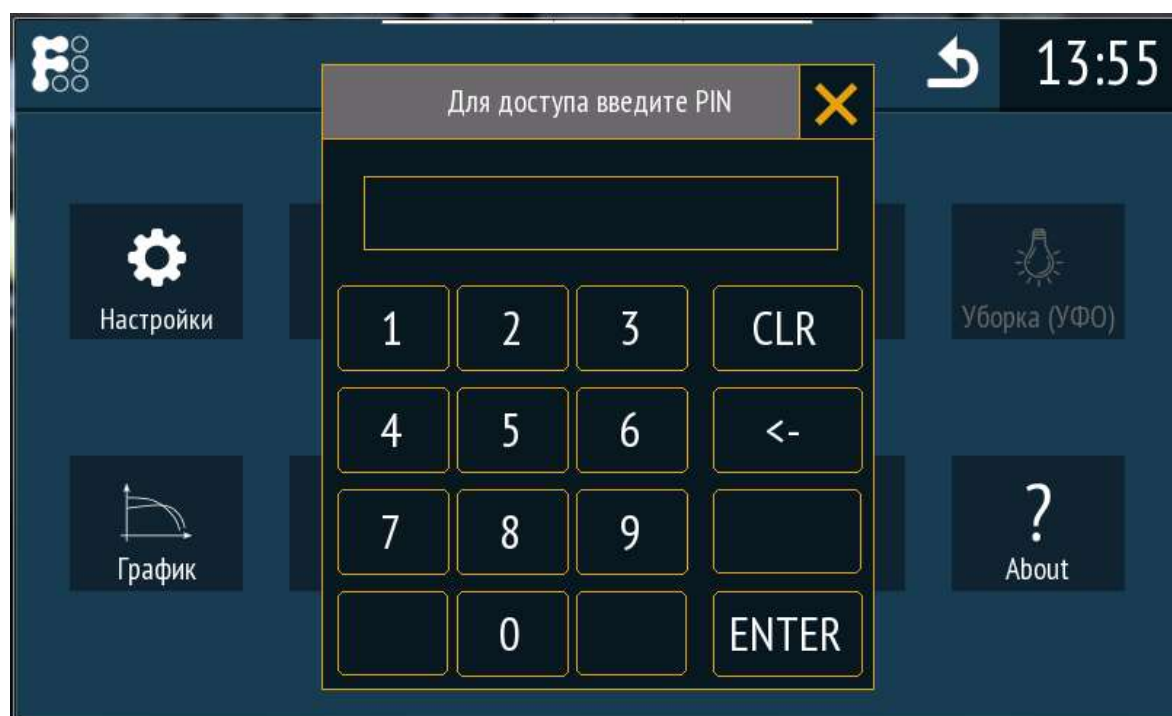 13:55
Для доступа введите PIN
Настройки
Уборка (УФО)
1 2 3 CLR
4 5 6 <-
7 8 9
График
? 
About
0 ENTER